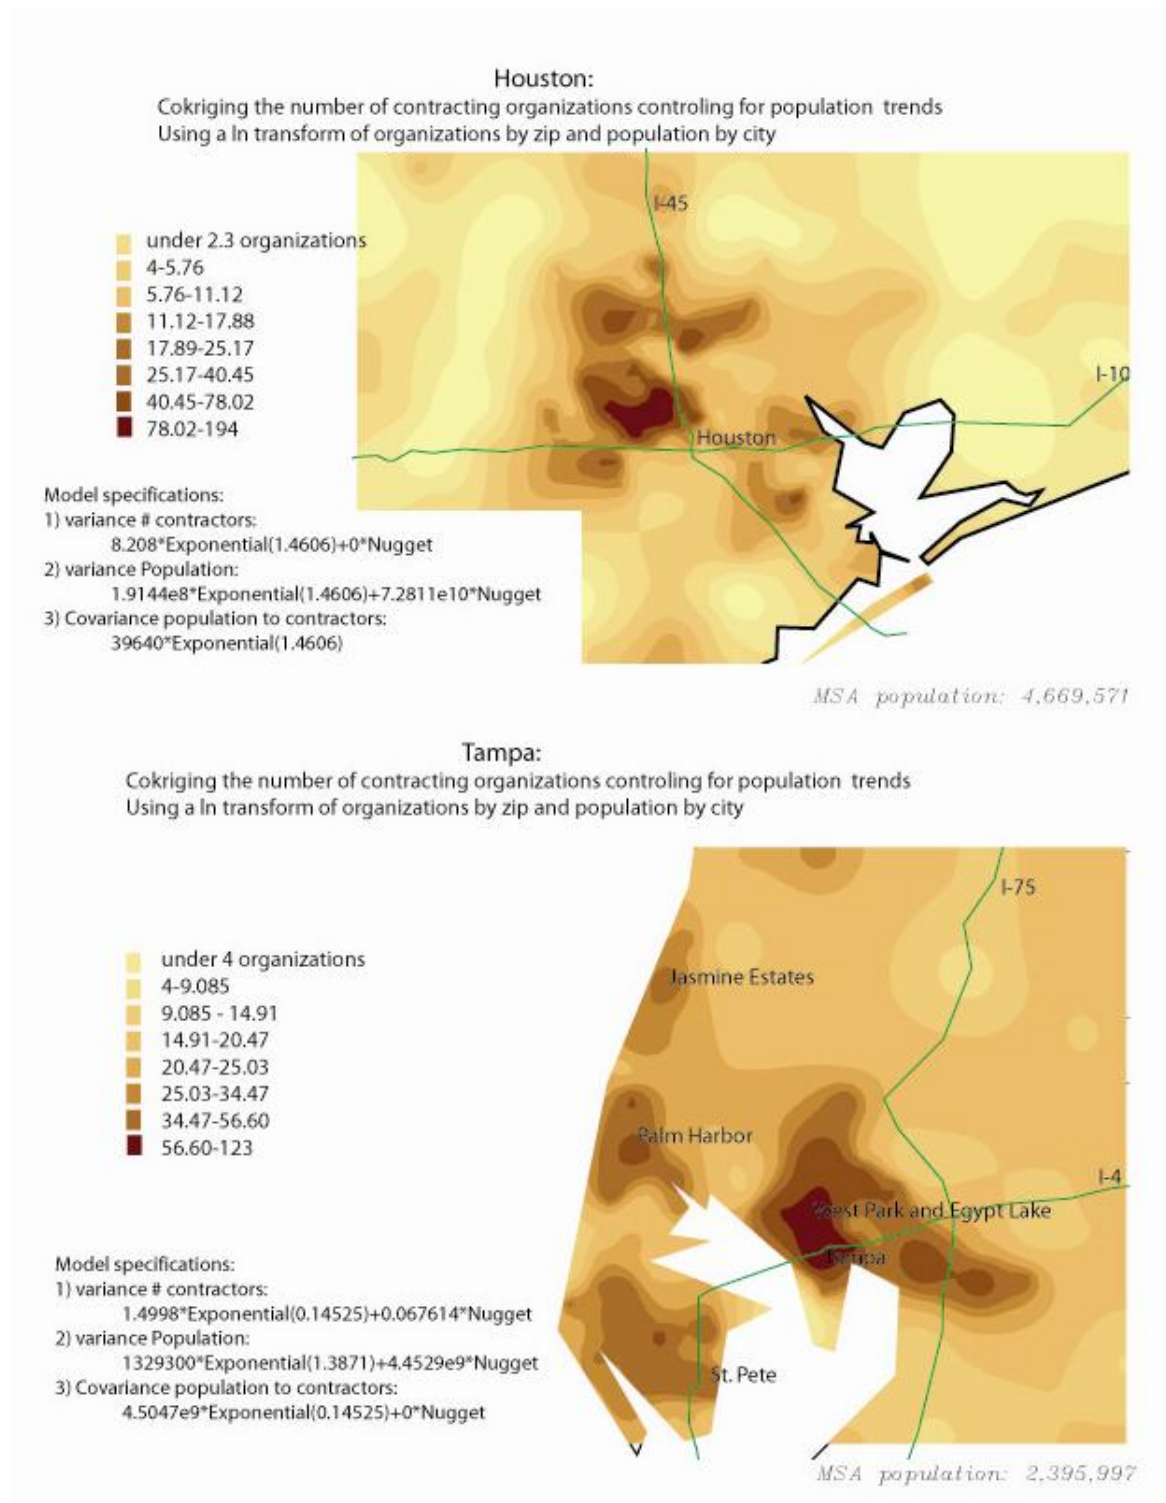 Houston:
Cokriging the number of contracting organizations controling for population trends
Using a ln transform of organizations by zip and population by city
I-45
under 2.3 organizations
4-5.76
5.76-11.12
11.12-17.88
17.89-25.17
25.17-40.45
40.45-78.02
78.02-194
I-10
Houston
Model specifications:
1) variance # contractors:
8.208*Exponential(1.4606)+0*Nugget
2) variance Population:
1.9144e8*Exponential(1.4606)+7.2811e10*Nugget
3) Covariance population to contractors:
39640*Exponential(1.4606)
MSA population: 4,669,571
Tampa:
Cokriging the number of contracting organizations controling for population trends
Using a ln transform of organizations by zip and population by city
I-75
Jasmine Estates
under 4 organizations
4-9.085
9.085 - 14.91
14.91-20.47
20.47-25.03
25.03-34.47
34.47-56.60
56.60-123
Palm Harbor
I-4
West Park and Egypt Lake
Tampa
Model specifications:
1) variance # contractors:
1.4998*Exponential(0.14525)+0.067614*Nugget
2) variance Population:
1329300*Exponential(1.3871)+4.4529e9*Nugget
3) Covariance population to contractors:
4.5047e9*Exponential(0.14525)+0*Nugget
St. Pete
MSA population: 2,395,997